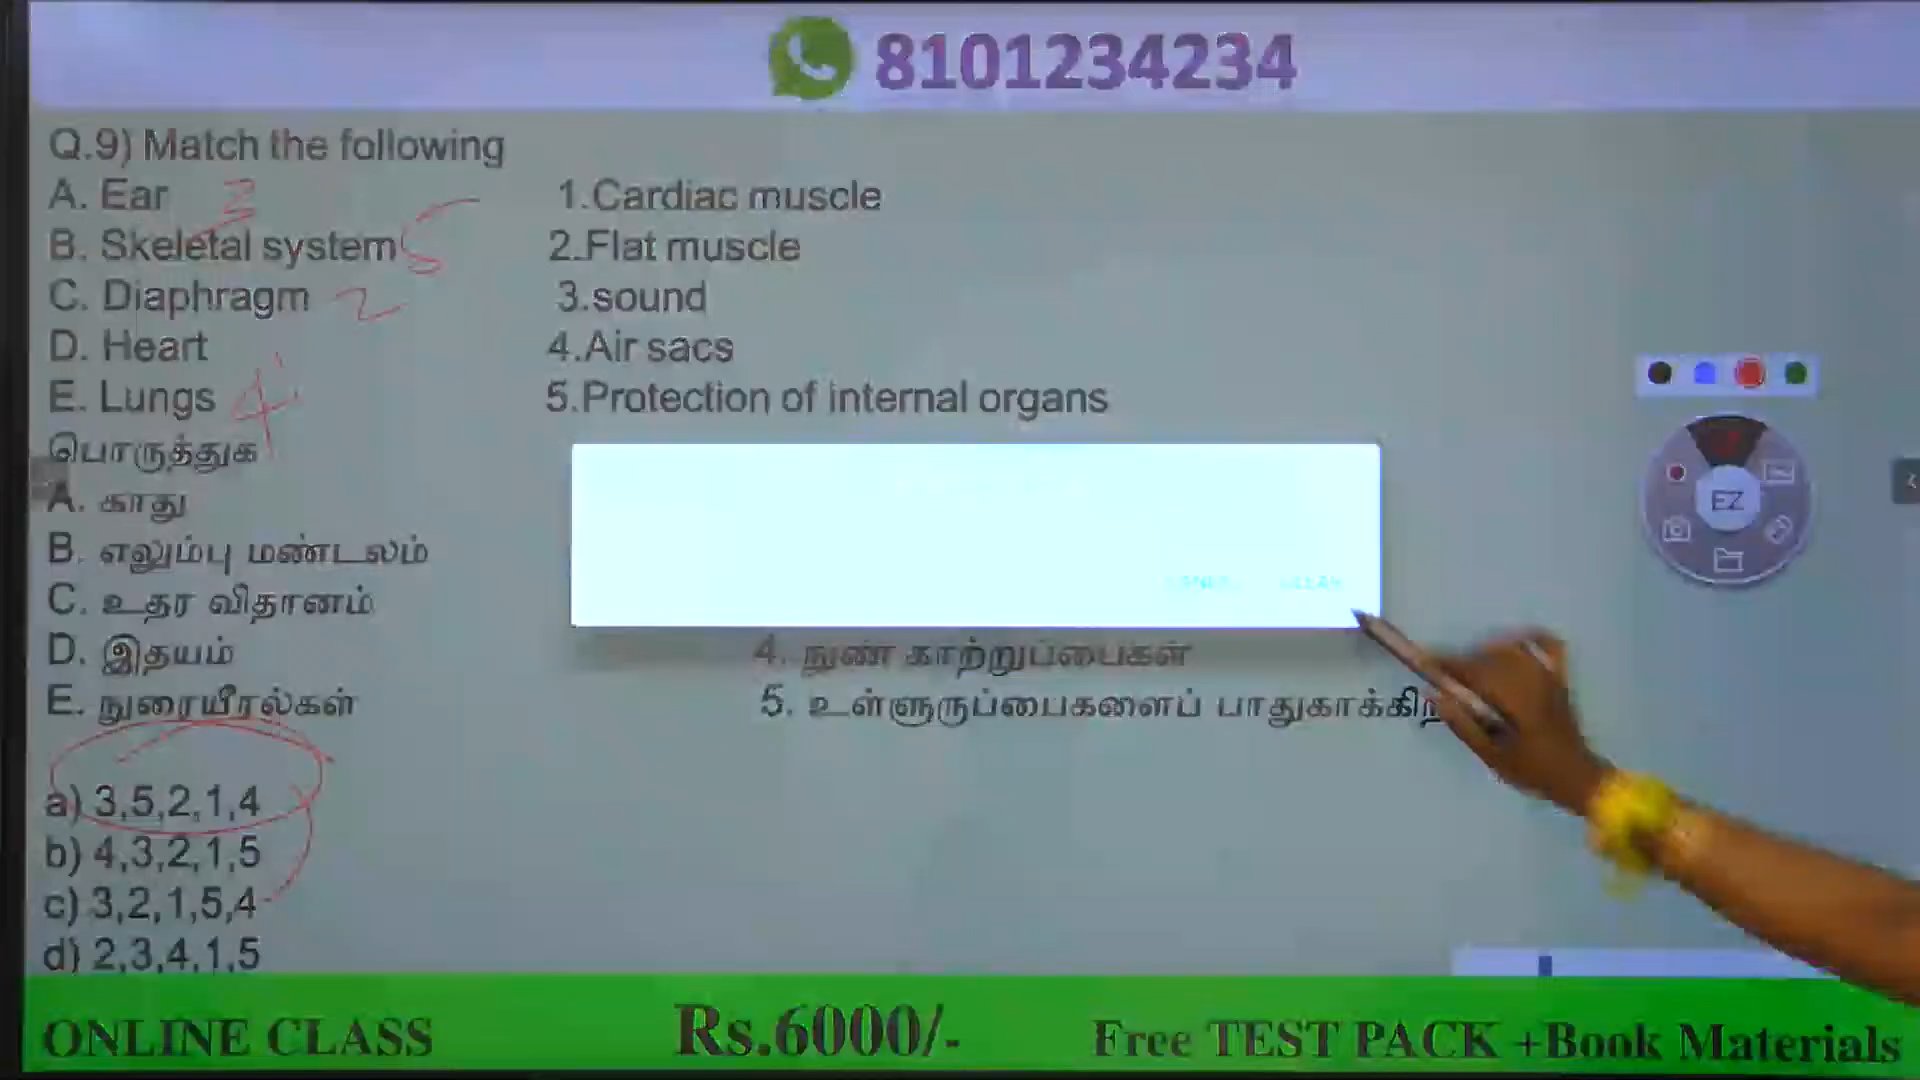 8101234234
Q.9) Match the following
A. Ear 3 1.Cardiac muscle
B. Skeletal system 5 2.Flat muscle
C. Diaphragm 2 3.sound
D. Heart 4.Air sacs
E. Lungs 4 5.Protection of internal organs
பொருத்துக
A. காது
B. எலும்பு மண்டலம்
C. உதர விதானம்
D. இதயம் 4. நுண் காற்றுப்பைகள்
E. நுரையீரல்கள் 5. உள்ளுருப்பைகளைப்
a) 3,5,2,1,4
b) 4,3,2,1,5
c) 3,2,1,5,4
d) 2,3,4,1,5
EZ
ONLINE CLASS Rs.6000/- Free TEST PACK +Book Materials